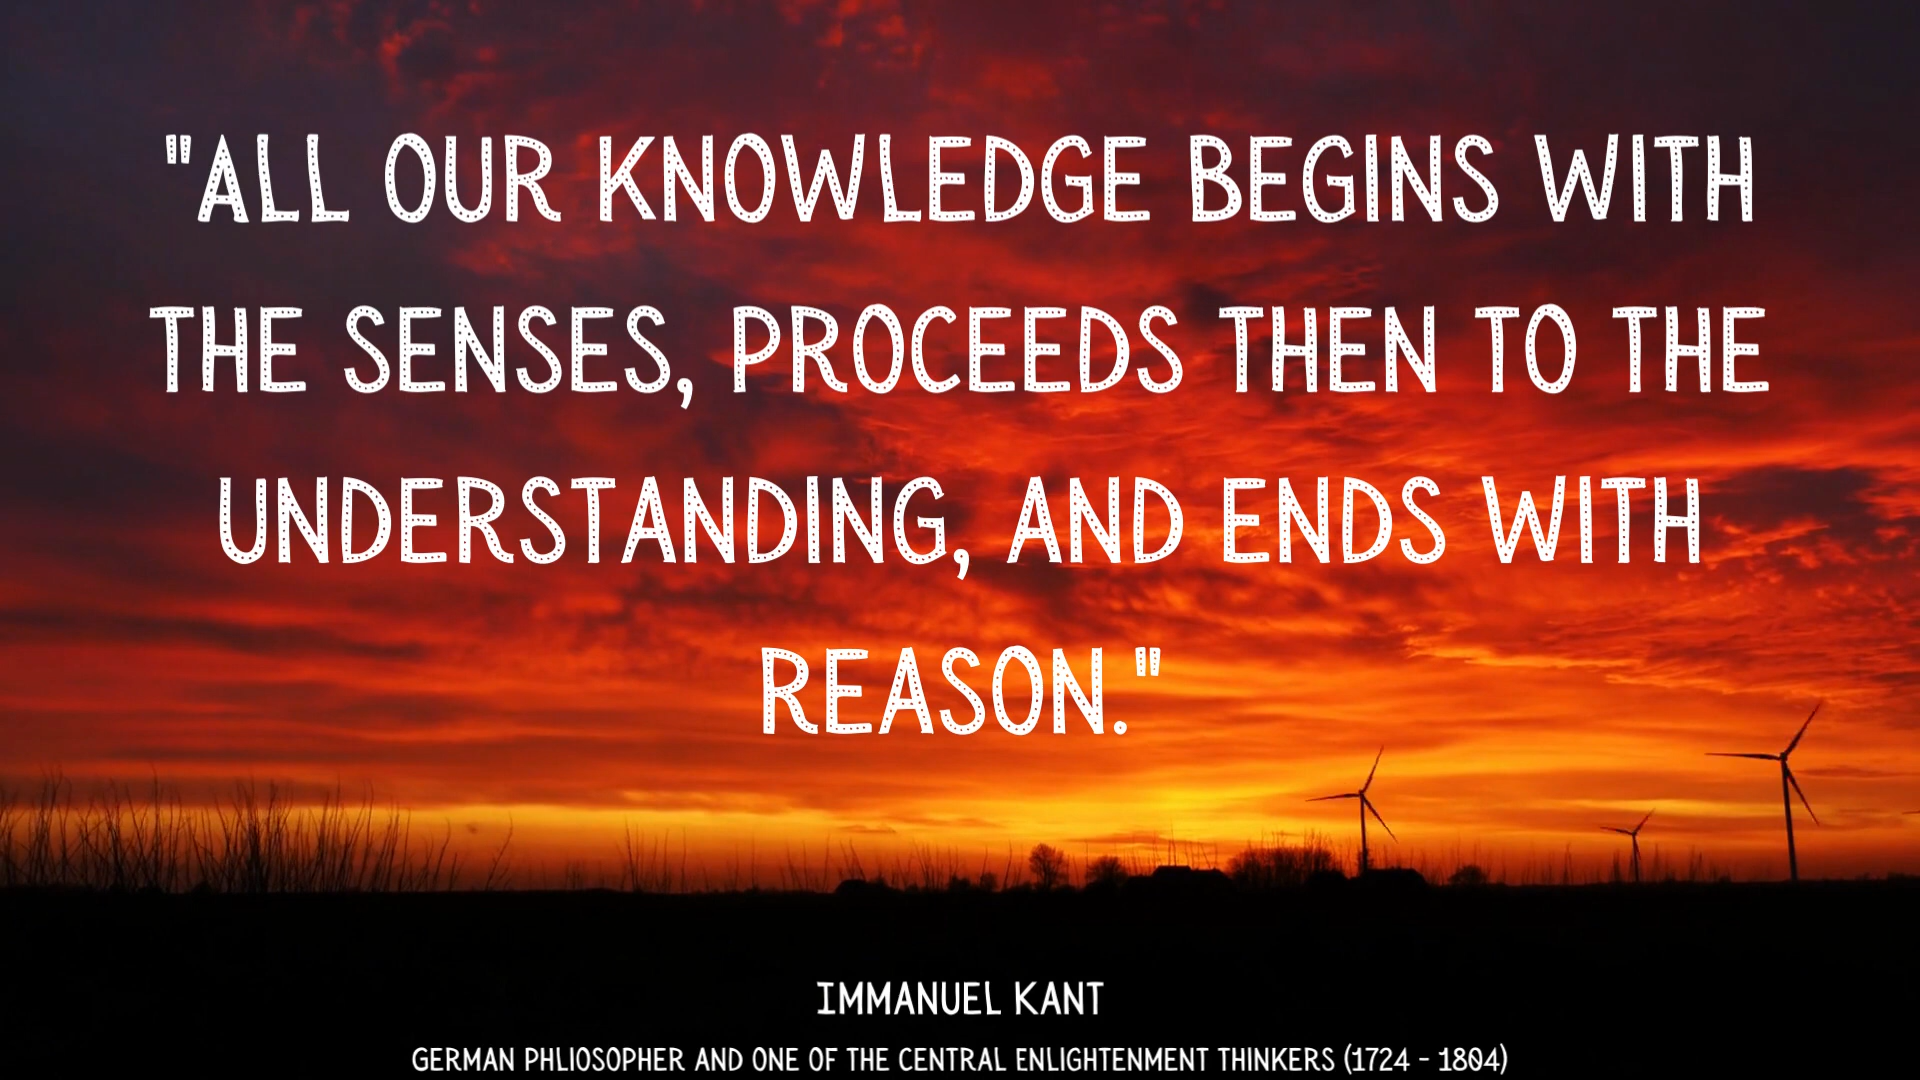 "ALL OUR KNOWLEDGE BEGINS WITH
THE SENSES, PROCEEDS THEN TO THE
UNDERSTANDING, AND ENDS WITH
REASON."
IMMANUEL KANT
GERMAN PHLIOSOPHER AND ONE OF THE CENTRAL ENLIGHTENMENT THINKERS (1724 - 1804)